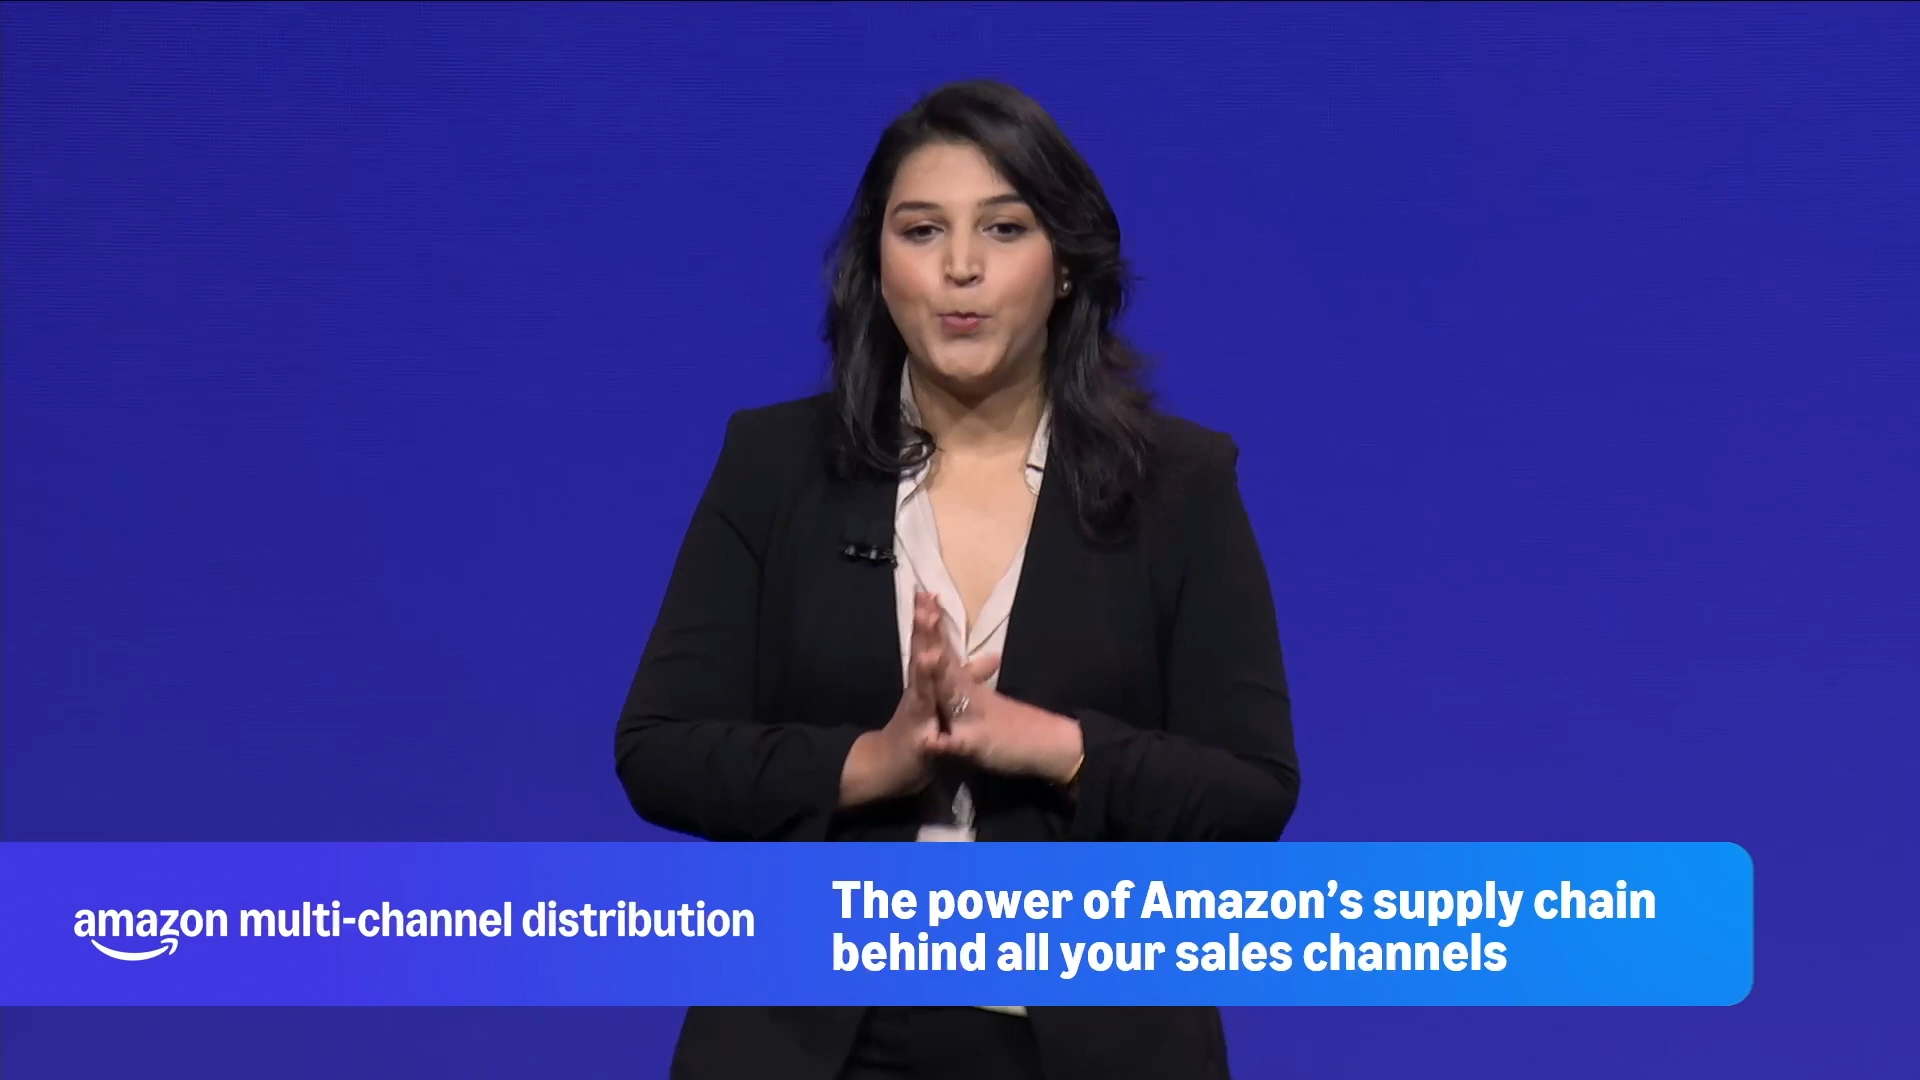 amazon multi-channel distribution
The power of Amazon’s supply chain
behind all your sales channels